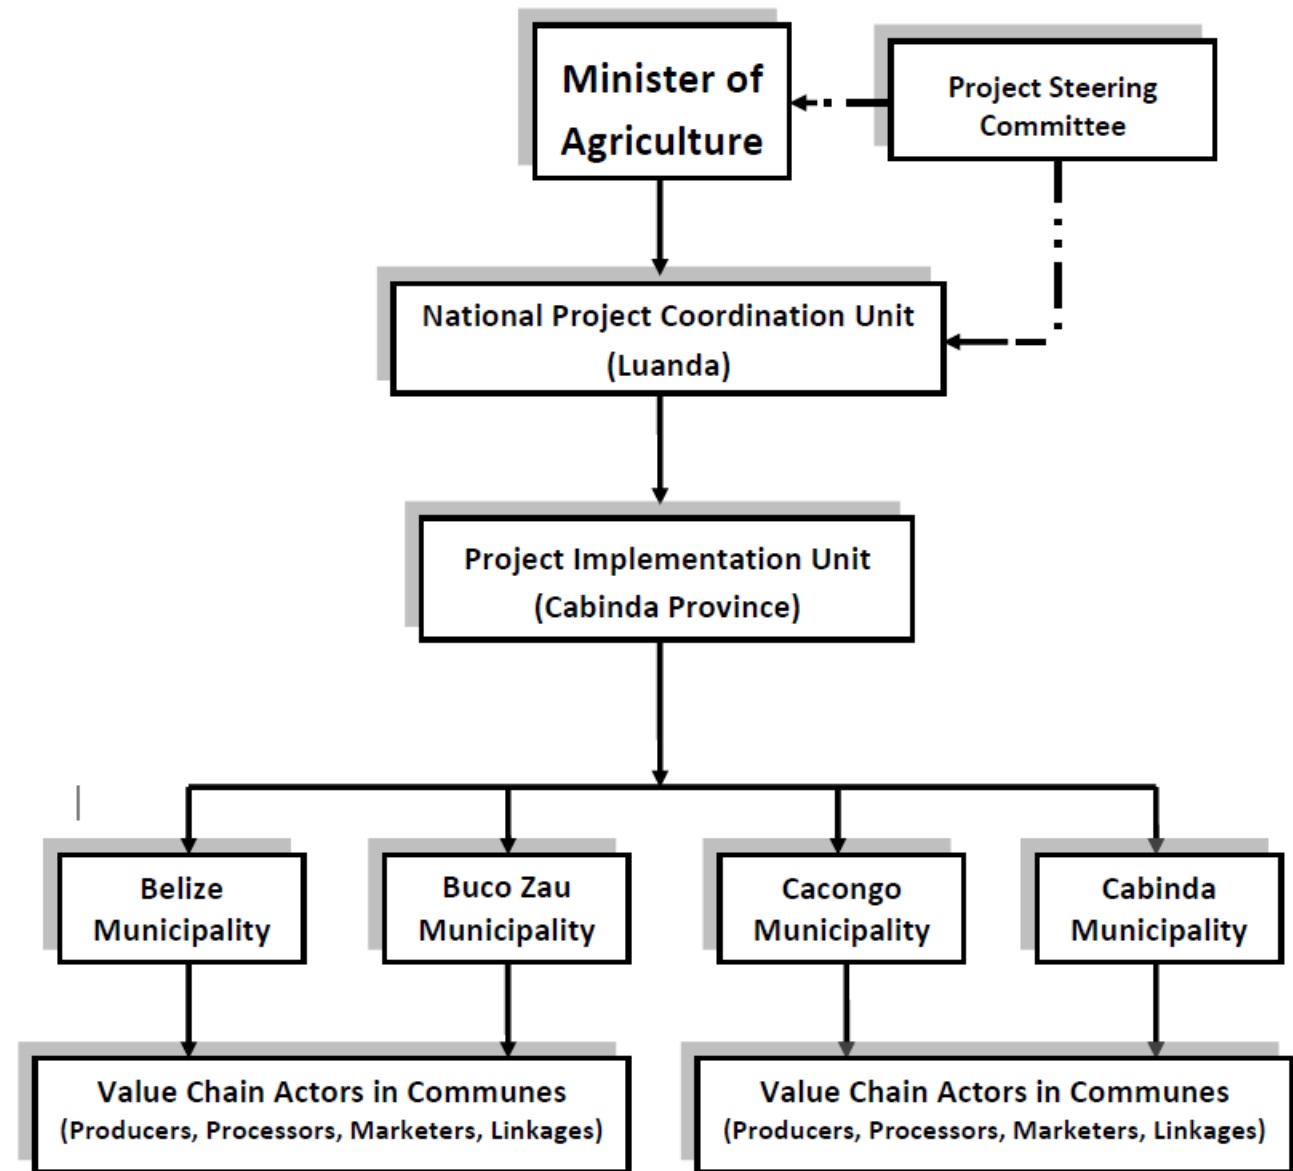 Minister of
Agriculture
Project Steering
Committee
National Project Coordination Unit
(Luanda)
Project Implementation Unit
(Cabinda Province)
Belize
Municipality
Buco Zau
Municipality
Cacongo
Municipality
Cabinda
Municipality
Value Chain Actors in Communes
(Producers, Processors, Marketers, Linkages)
Value Chain Actors in Communes
(Producers, Processors, Marketers, Linkages)